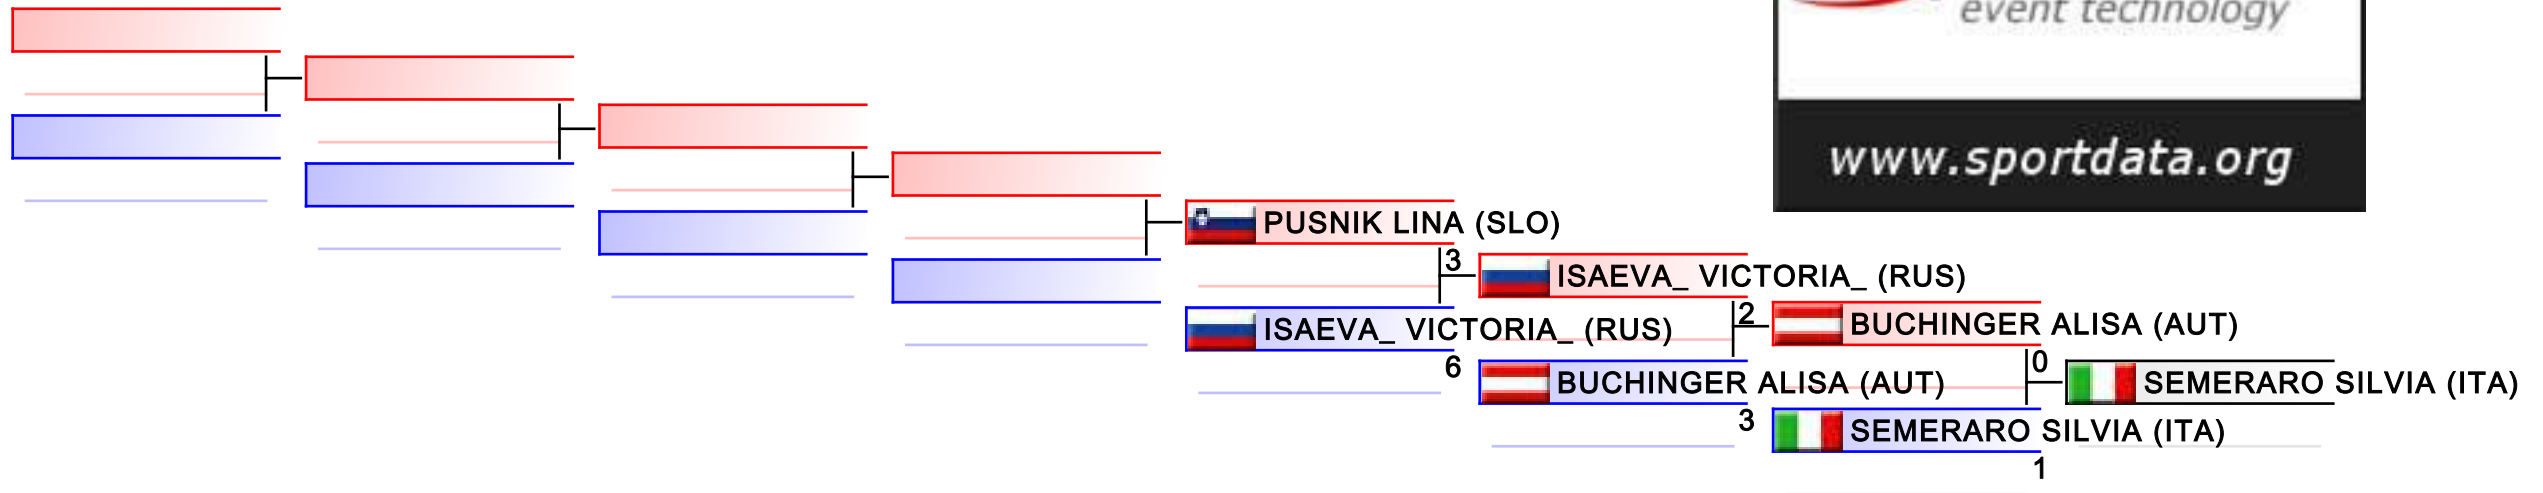 event technology
www.sportdata.org
PUSNIK LINA (SLO)
3
ISAEVA_ VICTORIA_ (RUS)
ISAEVA_ VICTORIA_ (RUS)
6
2
BUCHINGER ALISA (AUT)
BUCHINGER ALISA (AUT)
3
0
SEMERARO SILVIA (ITA)
SEMERARO SILVIA (ITA)
1